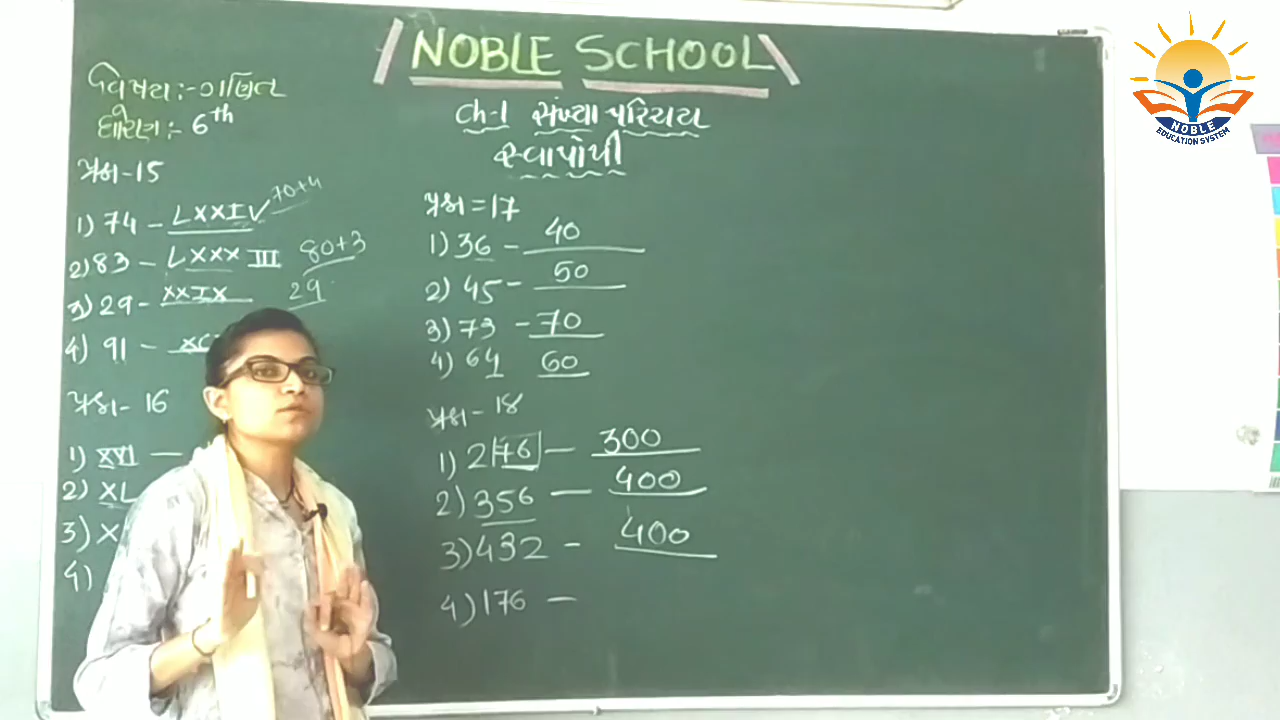 NOBLE SCHOOL
વિષય :- ગણિત
ધોરણ :- 6th
Ch-1 સંખ્યા પરિચય
સ્વાપોથી
પ્રશ્ન-15
1) 74 - LXXIV 70+4
2) 83 - LXXX III 80+3
3) 29 - XXIX 29
4) 91 - XC
પ્રશ્ન- 16
1) XVI -
2) XL
3) X
4)
પ્રશ્ન = 17
1) 36 - 40
2) 45 - 50
3) 73 - 70
4) 64 60
પ્રશ્ન - 18
1) 276 - 300
2) 356 - 400
3) 432 - 400
4) 176 -
NOBLE
EDUCATION SYSTEM